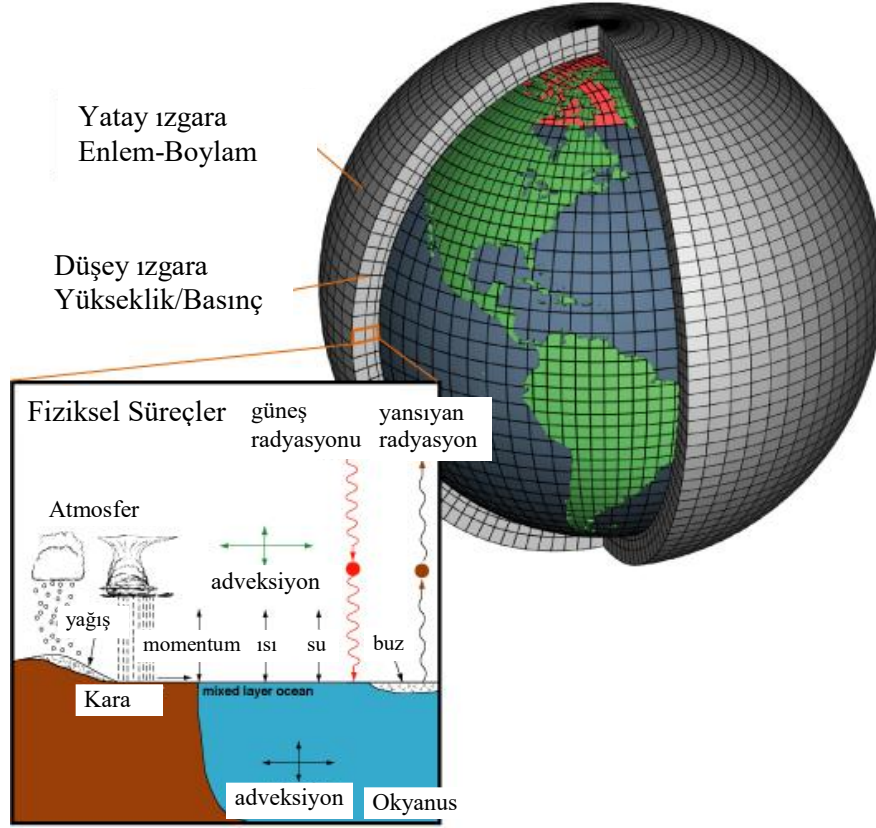 Yatay ızgara
Enlem-Boylam
Düşey ızgara
Yükseklik/Basınç
Fiziksel Süreçler
güneş
radyasyonu
yansıyan
radyasyon
Atmosfer
adveksiyon
yağış
momentum ısı su buz
Kara
mixed layer ocean
adveksiyon
Okyanus